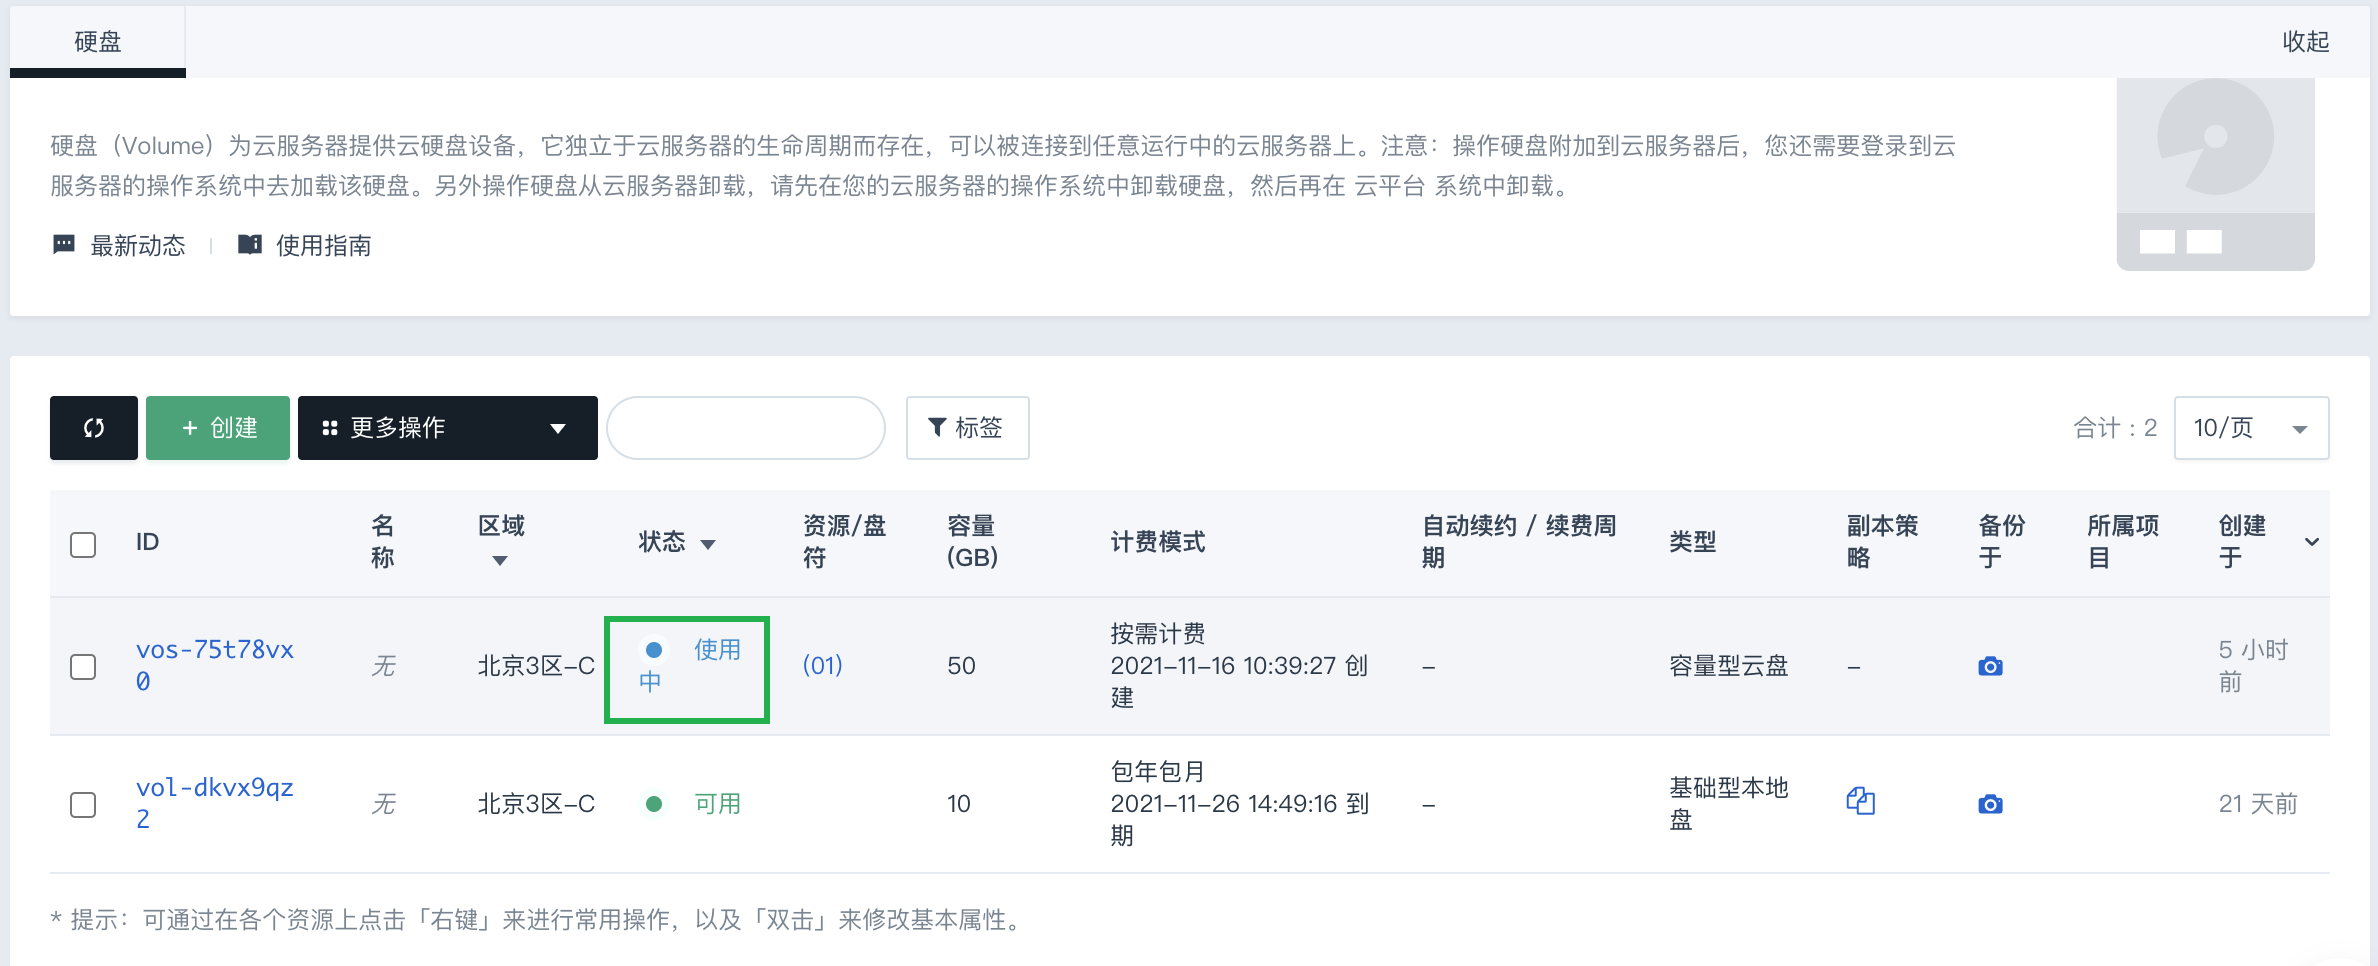 硬盘
收起
硬盘（Volume）为云服务器提供云硬盘设备，它独立于云服务器的生命周期而存在，可以被连接到任意运行中的云服务器上。注意：操作硬盘附加到云服务器后，您还需要登录到云
服务器的操作系统中去加载该硬盘。另外操作硬盘从云服务器卸载，请先在您的云服务器的操作系统中卸载硬盘，然后再在 云平台 系统中卸载。
最新动态
使用指南
+ 创建
更多操作
标签
合计：2
10/页
ID
名
称
区域
状态
资源/盘
符
容量
(GB)
计费模式
自动续约 / 续费周
期
类型
副本策
略
备份
于
所属项
目
创建
于
vos-75t78vx
0
无
北京3区-C
使用
中
(01)
50
按需计费
2021-11-16 10:39:27 创
建
-
容量型云盘
-
5 小时
前
vol-dkvx9qz
2
无
北京3区-C
可用
10
包年包月
2021-11-26 14:49:16 到
期
-
基础型本地
盘
21 天前
* 提示：可通过在各个资源上点击「右键」来进行常用操作，以及「双击」来修改基本属性。